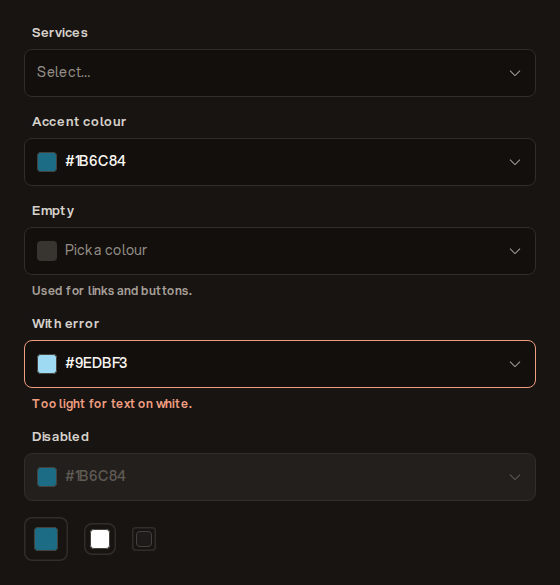 Services
Select...
Accent colour
#1B6C84
Empty
Pick a colour
Used for links and buttons.
With error
#9EDBF3
Too light for text on white.
Disabled
#1B6C84